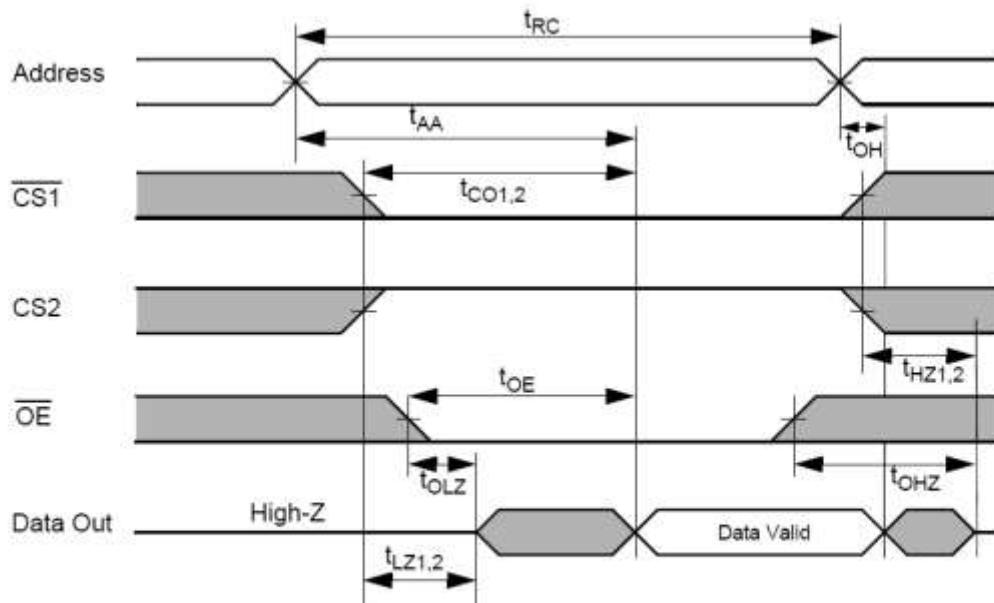 tRC
Address
tAA
tOH
CS1
tCO1,2
CS2
tHZ1,2
tOE
OE
tOLZ
tOHZ
High-Z
Data Out
Data Valid
tLZ1,2